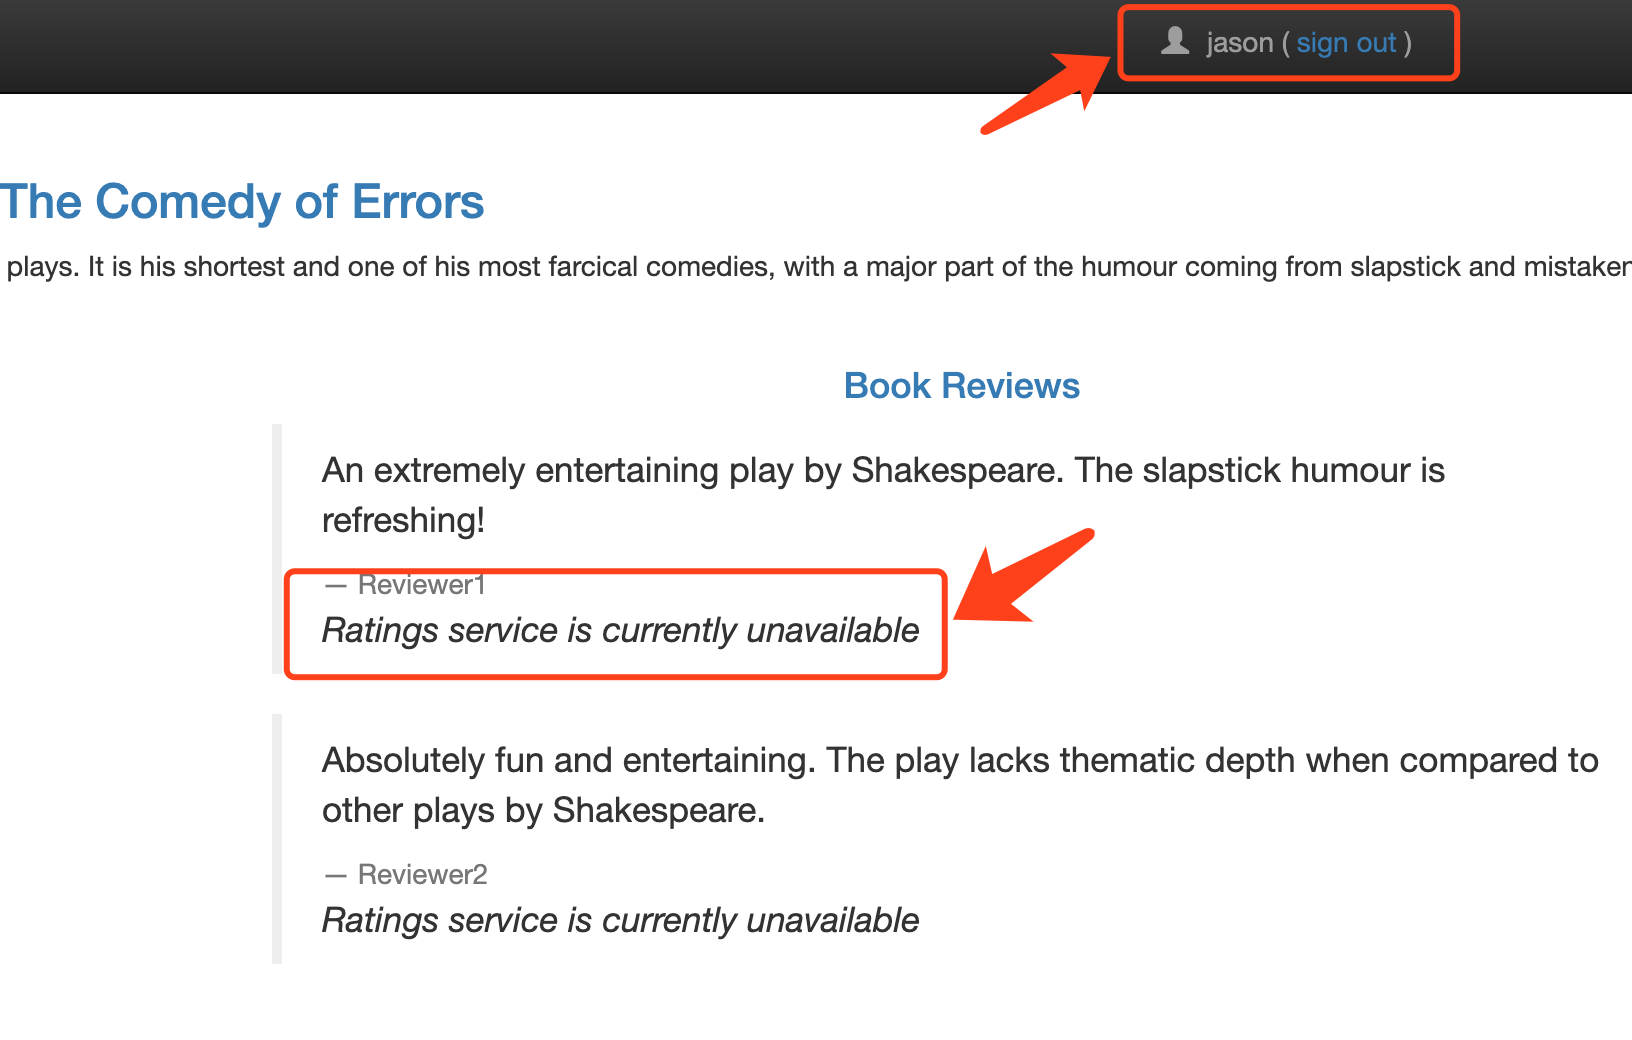 jason ( sign out )
The Comedy of Errors
plays. It is his shortest and one of his most farcical comedies, with a major part of the humour coming from slapstick and mistaken
Book Reviews
An extremely entertaining play by Shakespeare. The slapstick humour is
refreshing!
— Reviewer1
Ratings service is currently unavailable
Absolutely fun and entertaining. The play lacks thematic depth when compared to
other plays by Shakespeare.
— Reviewer2
Ratings service is currently unavailable